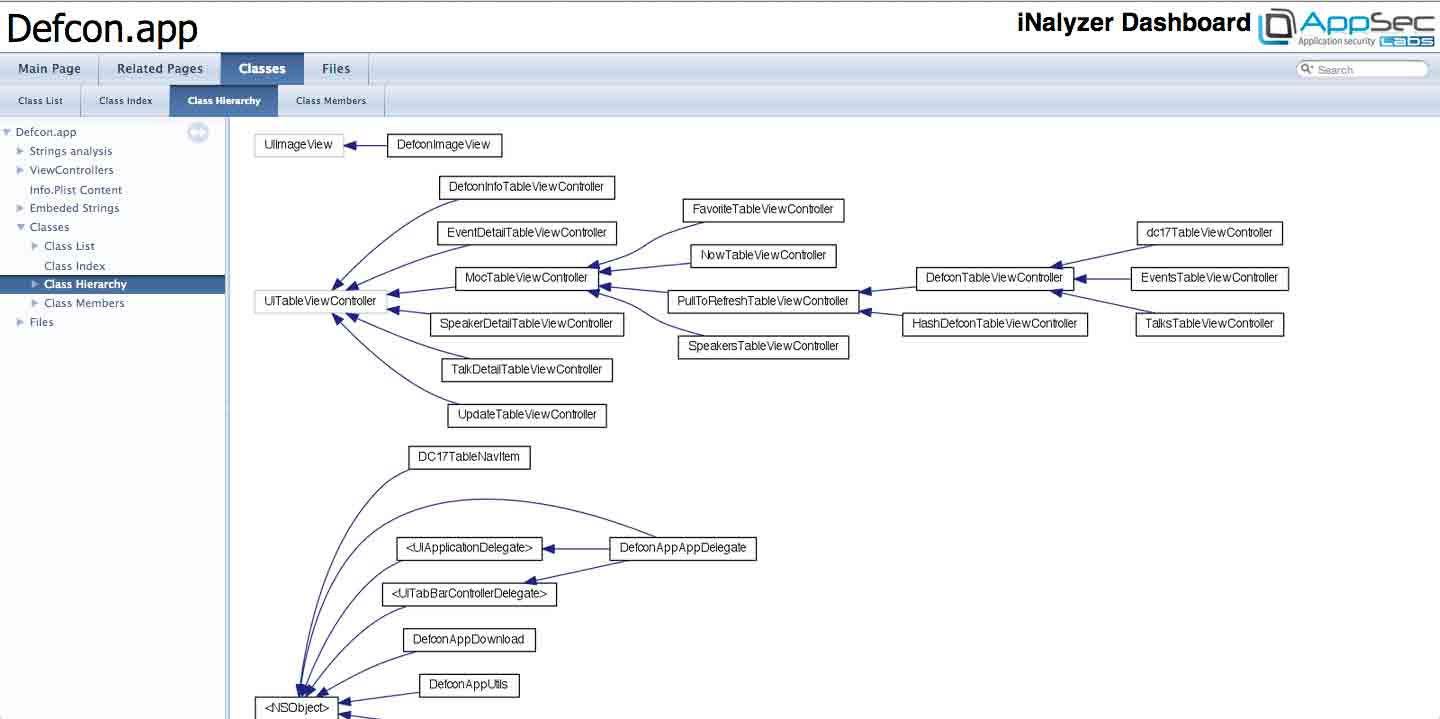 Defcon.app
iNalyzer Dashboard
AppSec
Application security Labs
Main Page
Related Pages
Classes
Files
Search
Class List
Class Index
Class Hierarchy
Class Members
Defcon.app
Strings analysis
ViewControllers
Info.Plist Content
Embeded Strings
Classes
Class List
Class Index
Class Hierarchy
Class Members
Files
UIImageView
DefconImageView
DefconInfoTableViewController
FavoriteTableViewController
EventDetailTableViewController
dc17TableViewController
NowTableViewController
MocTableViewController
DefconTableViewController
EventsTableViewController
UITableViewController
PullToRefreshTableViewController
SpeakerDetailTableViewController
HashDefconTableViewController
TalksTableViewController
SpeakersTableViewController
TalkDetailTableViewController
UpdateTableViewController
DC17TableNavItem
<UIApplicationDelegate>
DefconAppAppDelegate
<UITabBarControllerDelegate>
DefconAppDownload
DefconAppUtils
<NSObject>